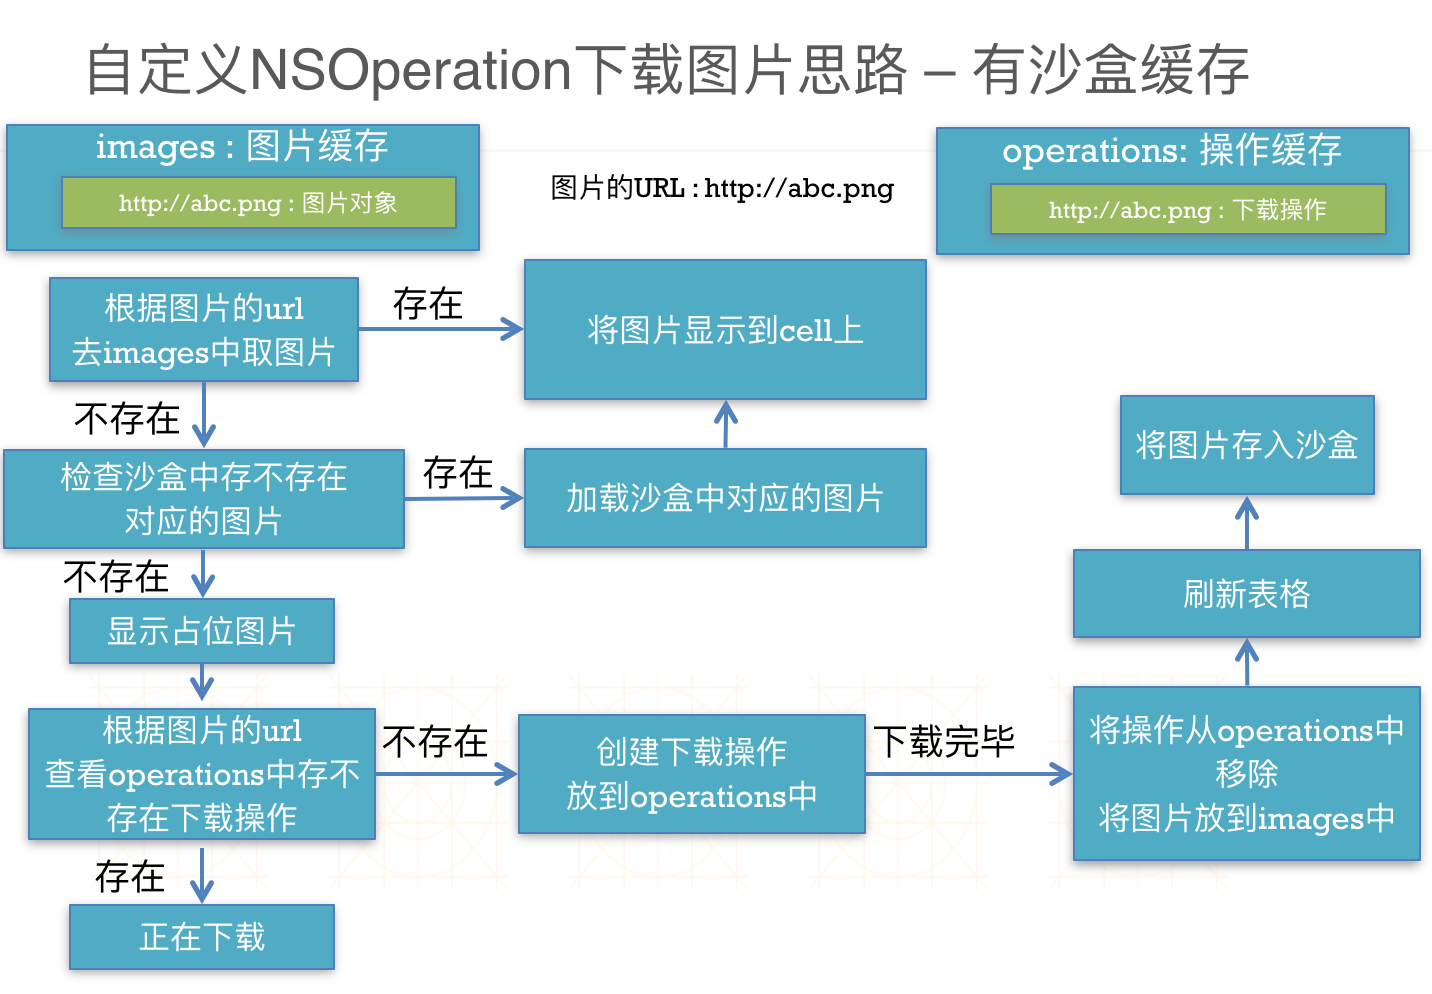 自定义NSOperation下载图片思路 – 有沙盒缓存
images : 图片缓存
http://abc.png : 图片对象
图片的URL : http://abc.png
operations: 操作缓存
http://abc.png : 下载操作
根据图片的url
去images中取图片
存在
将图片显示到cell上
不存在
检查沙盒中存不存在
对应的图片
存在
加载沙盒中对应的图片
将图片存入沙盒
不存在
显示占位图片
刷新表格
根据图片的url
查看operations中存不
存在下载操作
不存在
创建下载操作
放到operations中
下载完毕
将操作从operations中
移除
将图片放到images中
存在
正在下载